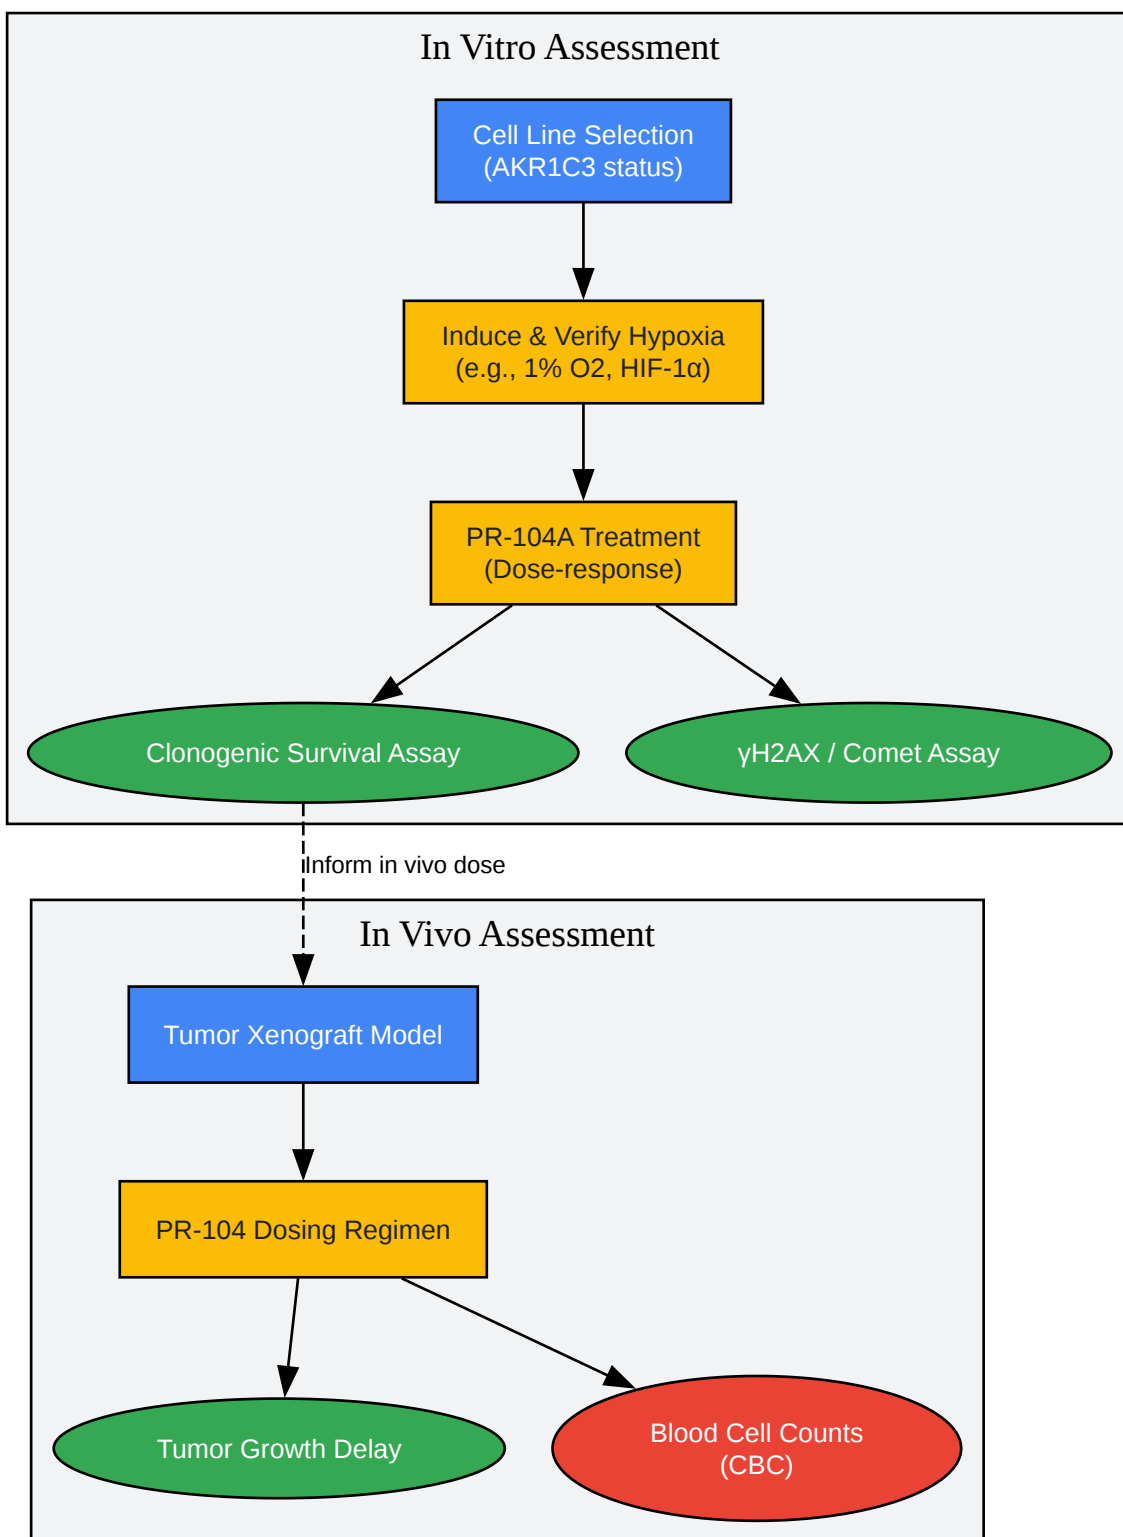 In Vitro Assessment
Cell Line Selection
(AKR1C3 status)
Induce & Verify Hypoxia
(e.g., 1% O2, HIF-1α)
PR-104A Treatment
(Dose-response)
Clonogenic Survival Assay
γH2AX / Comet Assay
Inform in vivo dose
In Vivo Assessment
Tumor Xenograft Model
PR-104 Dosing Regimen
Tumor Growth Delay
Blood Cell Counts
(CBC)